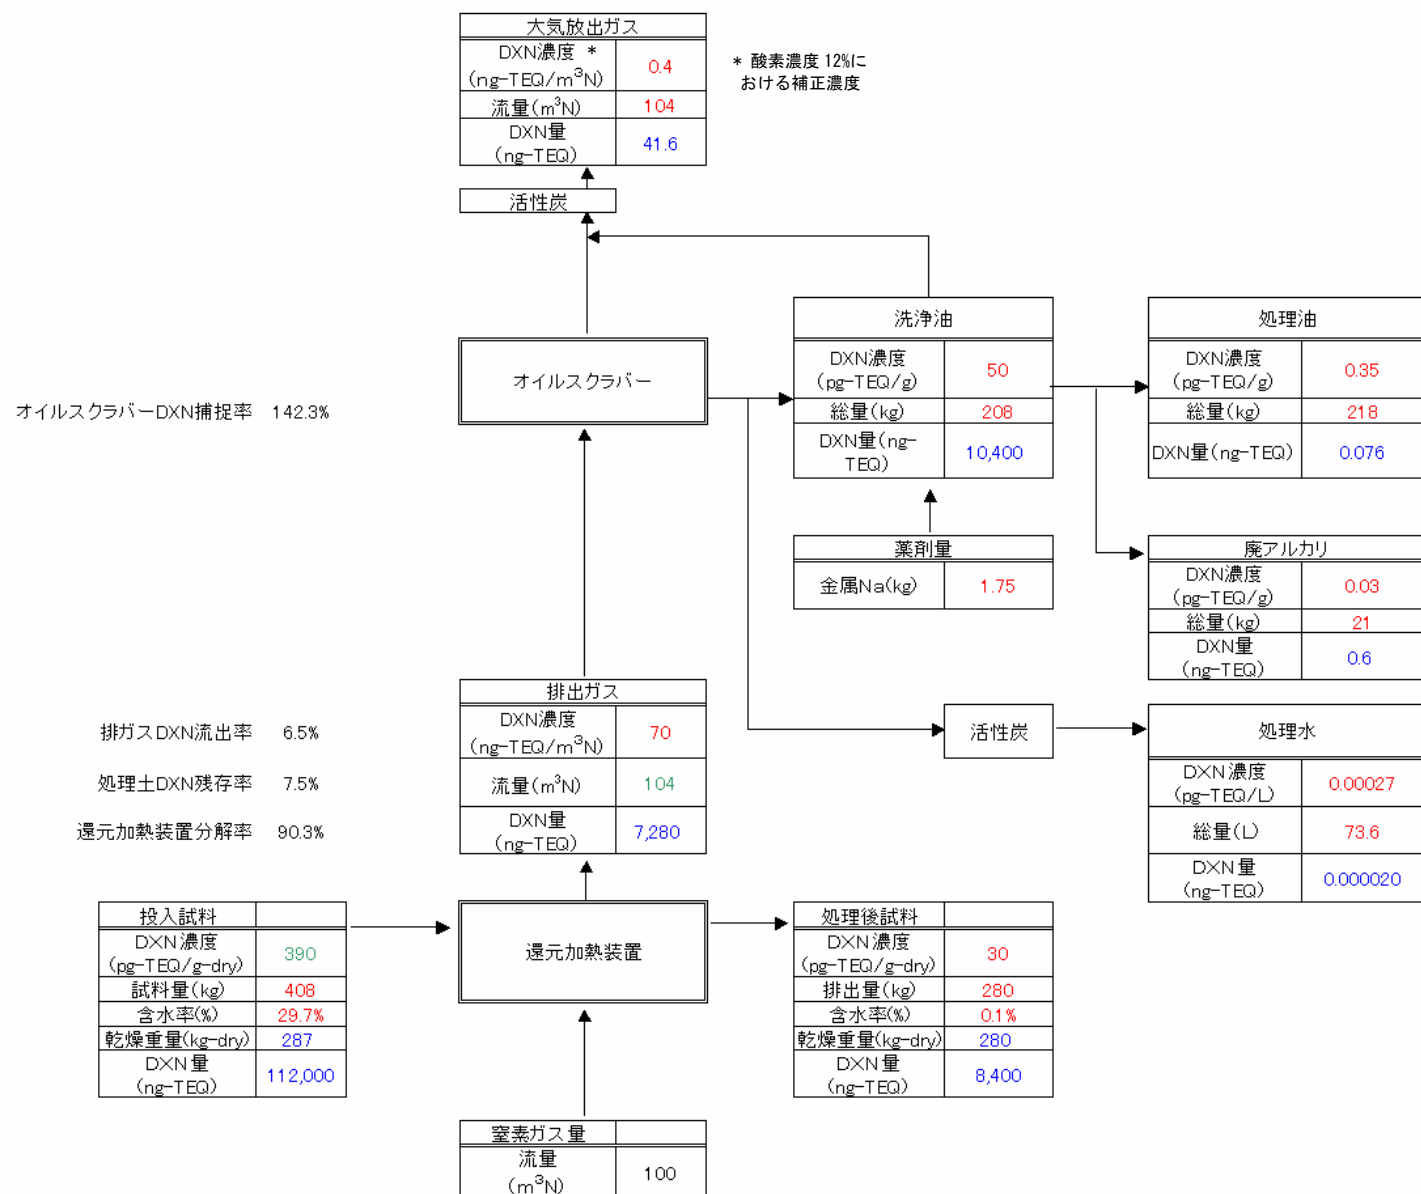 大気放出ガス
DXN濃度 *
(ng-TEQ/m³N)
0.4
流量(m³N)
104
DXN量
(ng-TEQ)
41.6
* 酸素濃度 12%に
おける補正濃度
活性炭
オイルスクラバー
オイルスクラバーDXN捕捉率 142.3%
洗浄油
DXN濃度
(pg-TEQ/g)
50
総量(kg)
208
DXN量(ng-
TEQ)
10,400
処理油
DXN濃度
(pg-TEQ/g)
0.35
総量(kg)
218
DXN量(ng-TEQ)
0.076
薬剤量
金属Na(kg)
1.75
廃アルカリ
DXN濃度
(pg-TEQ/g)
0.03
総量(kg)
21
DXN量
(ng-TEQ)
0.6
排出ガス
DXN濃度
(ng-TEQ/m³N)
70
流量(m³N)
104
DXN量
(ng-TEQ)
7,280
排ガスDXN流出率 6.5%
処理土DXN残存率 7.5%
還元加熱装置分解率 90.3%
活性炭
処理水
DXN濃度
(pg-TEQ/L)
0.00027
総量(L)
73.6
DXN量
(ng-TEQ)
0.000020
投入試料
DXN濃度
(pg-TEQ/g-dry)
390
試料量(kg)
408
含水率(%)
29.7%
乾燥重量(kg-dry)
287
DXN量
(ng-TEQ)
112,000
還元加熱装置
処理後試料
DXN濃度
(pg-TEQ/g-dry)
30
排出量(kg)
280
含水率(%)
0.1%
乾燥重量(kg-dry)
280
DXN量
(ng-TEQ)
8,400
窒素ガス量
流量
(m³N)
100